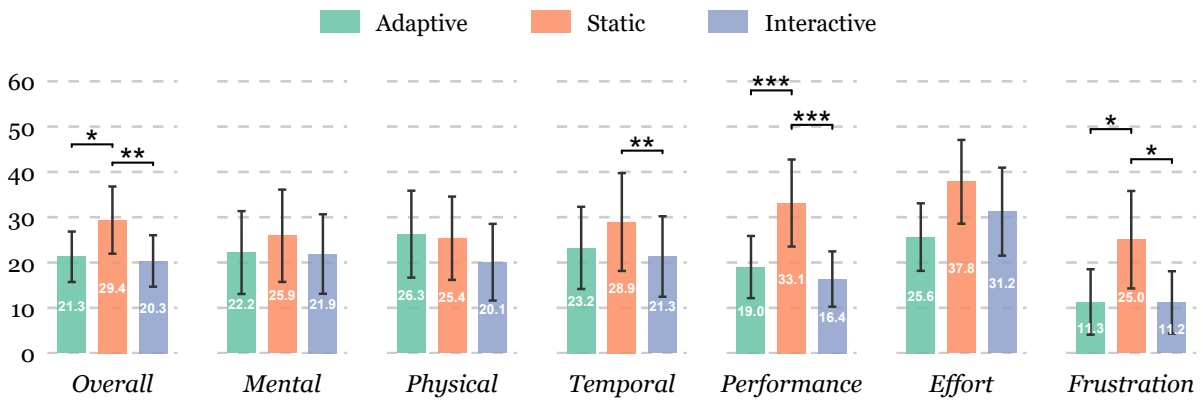 Adaptive Static Interactive
60
50
40
30
20
10
0
* **
** 
*** ***
* *
21.3 29.4 20.3
22.2 25.9 21.9
26.3 25.4 20.1
23.2 28.9 21.3
19.0 33.1 16.4
25.6 37.8 31.2
11.3 25.0 11.2
Overall Mental Physical Temporal Performance Effort Frustration